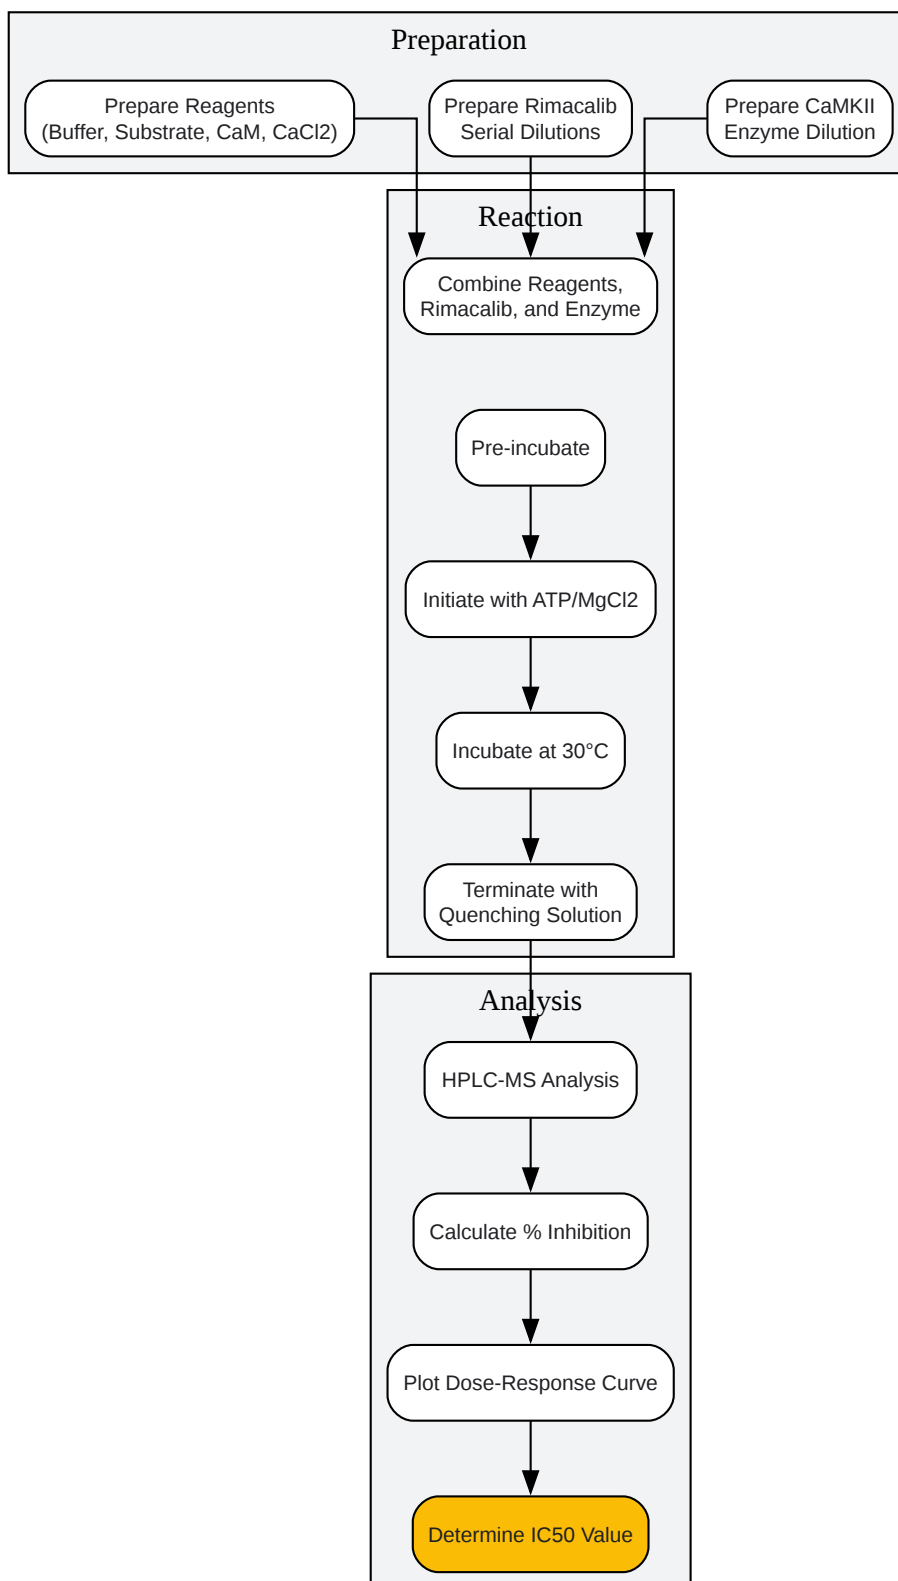 Preparation
Prepare Reagents
(Buffer, Substrate, CaM, CaCl2)
Prepare Rimacalib
Serial Dilutions
Prepare CaMKII
Enzyme Dilution
Reaction
Combine Reagents,
Rimacalib, and Enzyme
Pre-incubate
Initiate with ATP/MgCl2
Incubate at 30°C
Terminate with
Quenching Solution
Analysis
HPLC-MS Analysis
Calculate % Inhibition
Plot Dose-Response Curve
Determine IC50 Value